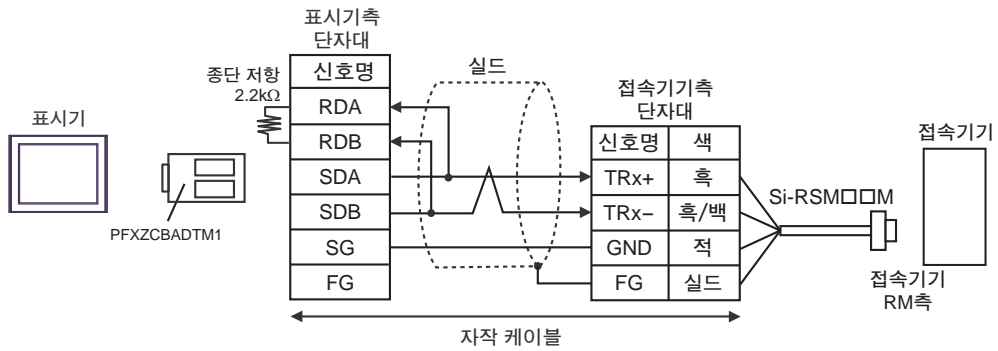 표시기
PFXZCBADTM1
종단 저항
2.2kΩ
표시기측
단자대
신호명
RDA
RDB
SDA
SDB
SG
FG
실드
접속기기측
단자대
신호명 색
TRx+ 흑
TRx− 흑/백
GND 적
FG 실드
Si-RSM□□M
접속기기
접속기기
RM측
자작 케이블